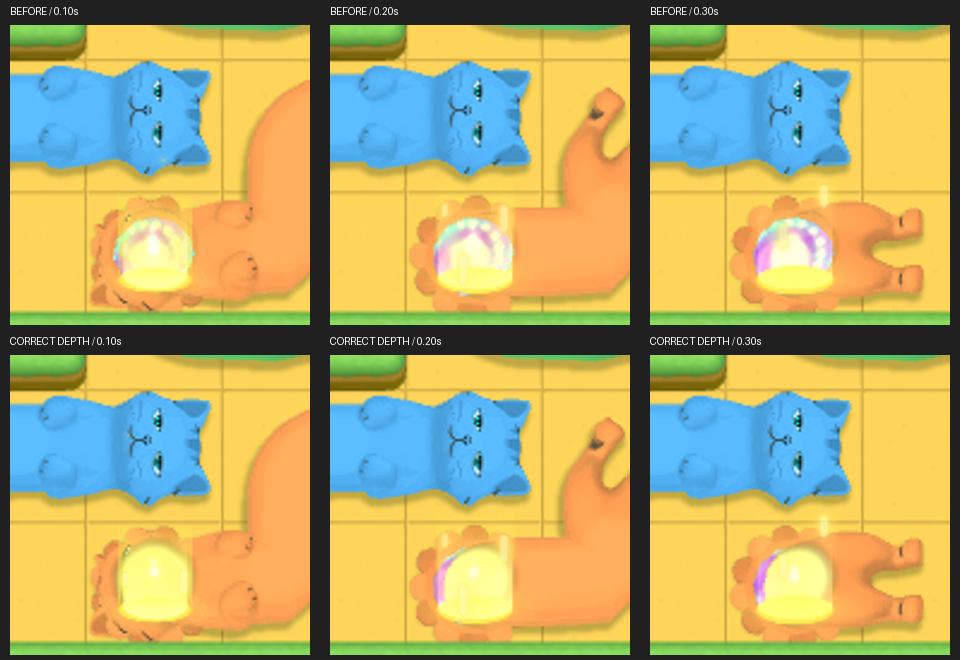 BEFORE / 0.10s
BEFORE / 0.20s
BEFORE / 0.30s
CORRECT DEPTH / 0.10s
CORRECT DEPTH / 0.20s
CORRECT DEPTH / 0.30s